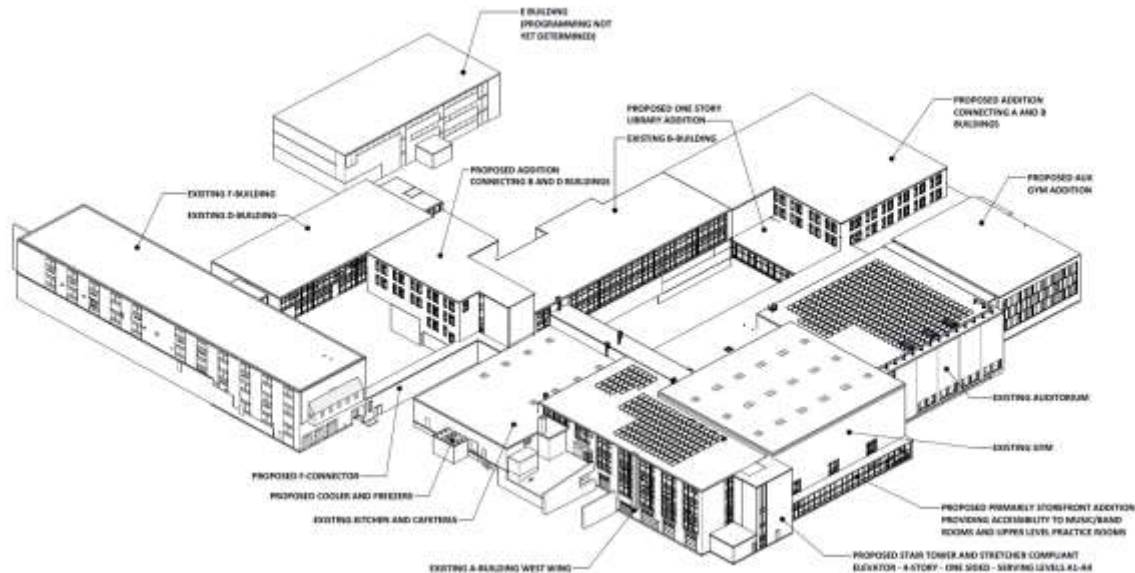 E BUILDING
(PROGRAMMING NOT
YET DETERMINED)
PROPOSED ONE STORY
LIBRARY ADDITION
EXISTING B-BUILDING
PROPOSED ADDITION
CONNECTING A AND B
BUILDINGS
PROPOSED ADDITION
CONNECTING B AND D BUILDINGS
PROPOSED AUX
GYM ADDITION
EXISTING F-BUILDING
EXISTING D-BUILDING
EXISTING AUDITORIUM
EXISTING GYM
PROPOSED F-CONNECTOR
PROPOSED COOLER AND FREEZERS
EXISTING KITCHEN AND CAFETERIA
EXISTING A-BUILDING WEST WING
PROPOSED PRIMARILY STOREFRONT ADDITION
PROVIDING ACCESSIBILITY TO MUSIC/BAND
ROOMS AND UPPER LEVEL PRACTICE ROOMS
PROPOSED STAIR TOWER AND STRETCHER COMPLIANT
ELEVATOR - 4-STORY - ONE SIDED - SERVING LEVELS A1-A4